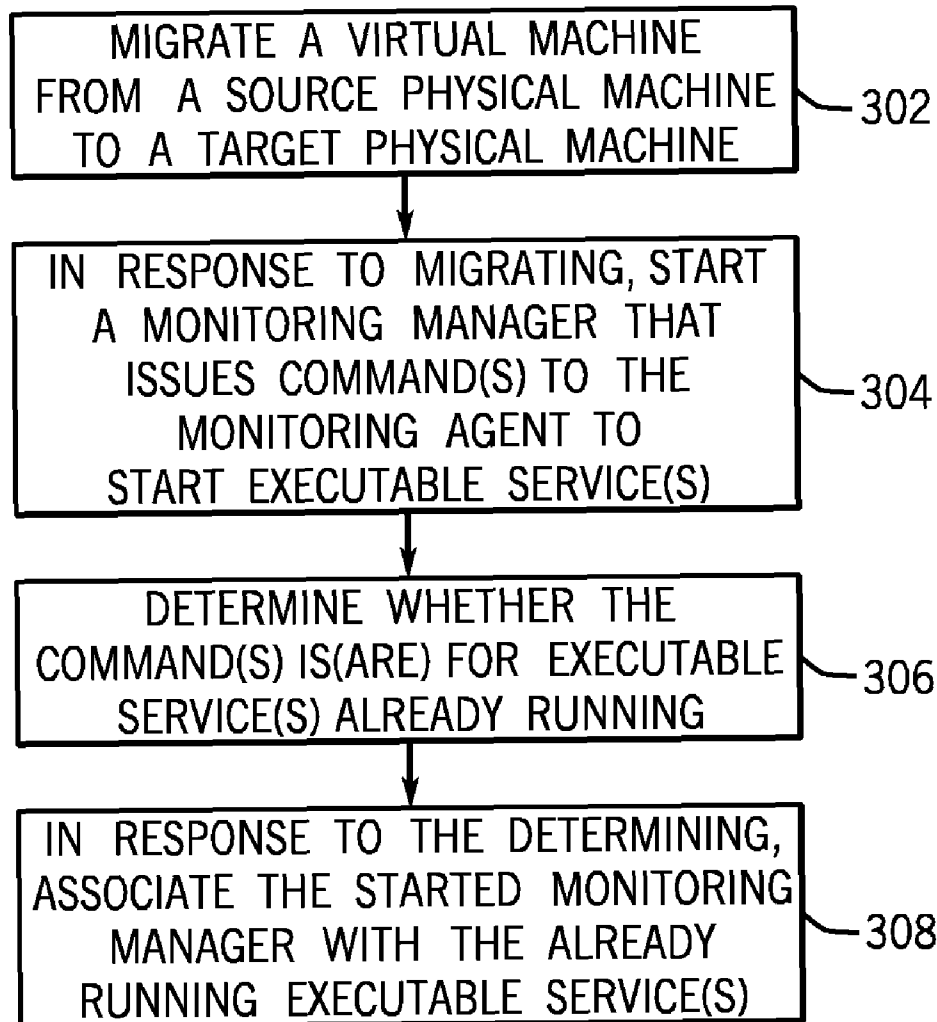 MIGRATE A VIRTUAL MACHINE
FROM A SOURCE PHYSICAL MACHINE
TO A TARGET PHYSICAL MACHINE
302
IN RESPONSE TO MIGRATING, START
A MONITORING MANAGER THAT
ISSUES COMMAND(S) TO THE
MONITORING AGENT TO
START EXECUTABLE SERVICE(S)
304
DETERMINE WHETHER THE
COMMAND(S) IS(ARE) FOR EXECUTABLE
SERVICE(S) ALREADY RUNNING
306
IN RESPONSE TO THE DETERMINING,
ASSOCIATE THE STARTED MONITORING
MANAGER WITH THE ALREADY
RUNNING EXECUTABLE SERVICE(S)
308